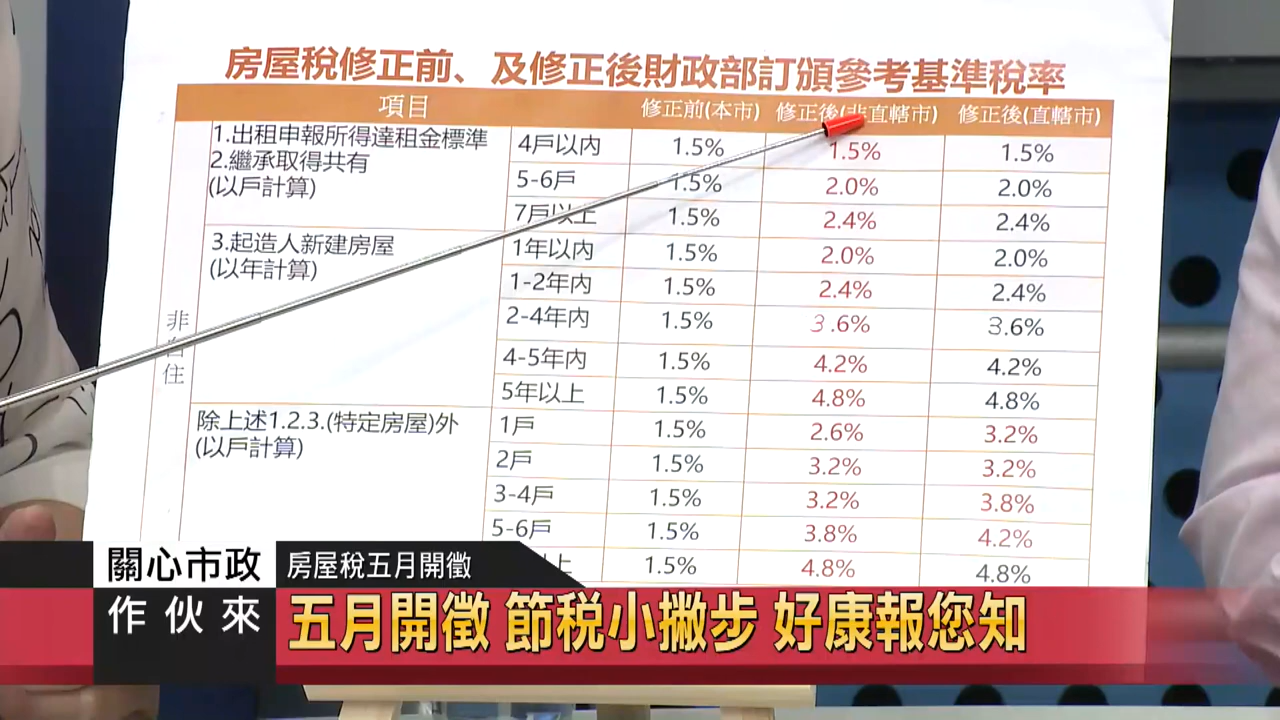 房屋稅修正前、及修正後財政部訂頒參考基準稅率
項目 修正前(本市) 修正後(非直轄市) 修正後(直轄市)
非自住
1.出租申報所得達租金標準
2.繼承取得共有
(以戶計算)
4戶以內 1.5% 1.5% 1.5%
5-6戶 1.5% 2.0% 2.0%
7戶以上 1.5% 2.4% 2.4%
3.起造人新建房屋
(以年計算)
1年以內 1.5% 2.0% 2.0%
1-2年內 1.5% 2.4% 2.4%
2-4年內 1.5% 3.6% 3.6%
4-5年內 1.5% 4.2% 4.2%
5年以上 1.5% 4.8% 4.8%
除上述1.2.3.(特定房屋)外
(以戶計算)
1戶 1.5% 2.6% 3.2%
2戶 1.5% 3.2% 3.2%
3-4戶 1.5% 3.2% 3.8%
5-6戶 1.5% 3.8% 4.2%
上 1.5% 4.8% 4.8%
關心市政
作伙來
房屋稅五月開徵
五月開徵 節税小撇步 好康報您知